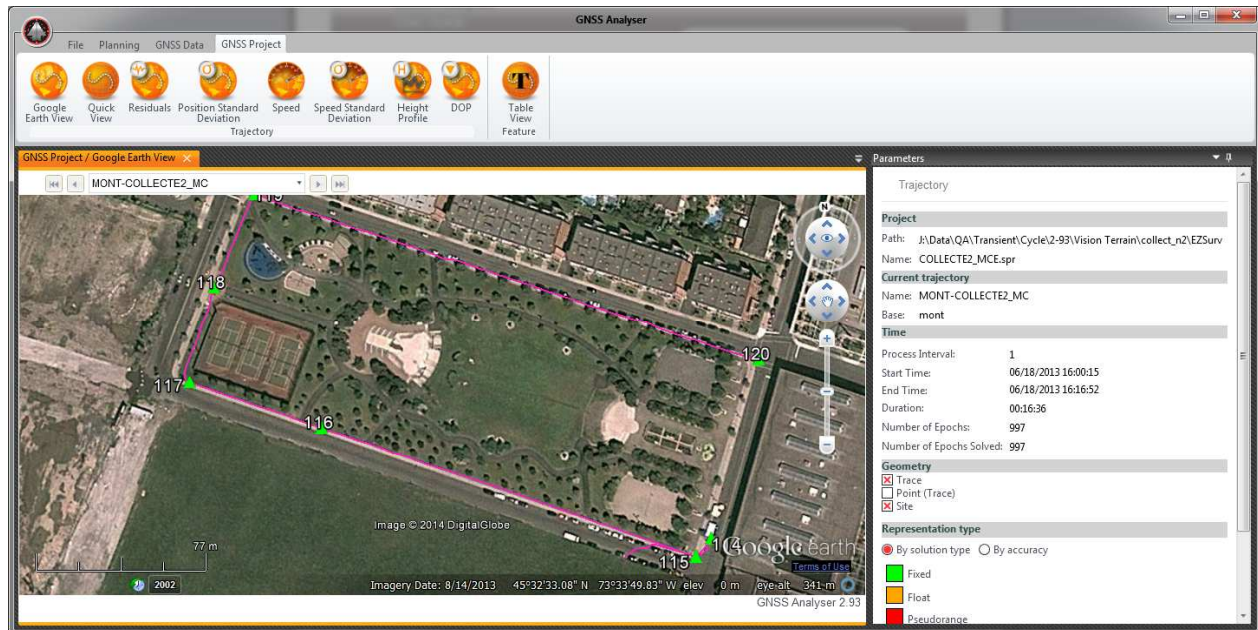 GNSS Analyser
File Planning GNSS Data GNSS Project
Google Earth View
Quick View
Residuals
Position Standard Deviation
Speed
Speed Standard Deviation
Height Profile
DOP
Table View
Trajectory
Feature
GNSS Project / Google Earth View
MONT-COLLECTE2_MC
N
119
118
117
116
120
115
114
Image © 2014 DigitalGlobe
Google earth
Terms of Use
77 m
2002
Imagery Date: 8/14/2013 45°32'33.08" N 73°33'49.83" W elev 0 m eye alt 341 m
GNSS Analyser 2.93
Parameters
Trajectory
Project
Path: J:\Data\QA\Transient\Cycle\2-93\Vision Terrain\collect_n2\EZSurv
Name: COLLECTE2_MCE.spr
Current trajectory
Name: MONT-COLLECTE2_MC
Base: mont
Time
Process Interval: 1
Start Time: 06/18/2013 16:00:15
End Time: 06/18/2013 16:16:52
Duration: 00:16:36
Number of Epochs: 997
Number of Epochs Solved: 997
Geometry
Trace
Point (Trace)
Site
Representation type
By solution type By accuracy
Fixed
Float
Pseudorange